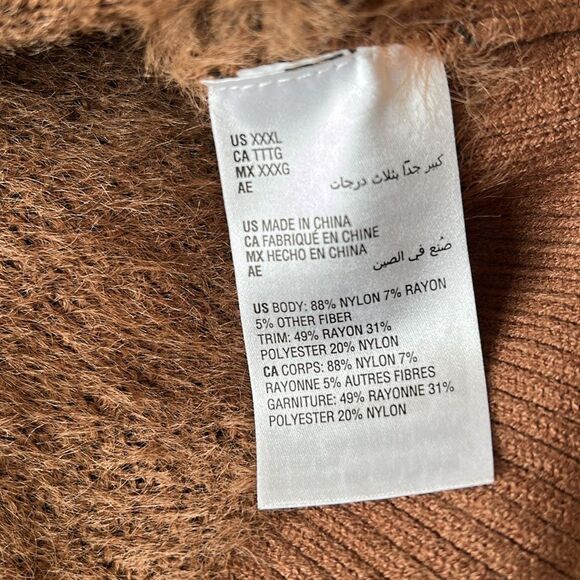 US XXXL
CA TTTG
MX XXXG
AE كبير جدًا بثلاث درجات
US MADE IN CHINA
CA FABRIQUÉ EN CHINE
MX HECHO EN CHINA
AE صُنع في الصين
US BODY: 88% NYLON 7% RAYON
5% OTHER FIBER
TRIM: 49% RAYON 31%
POLYESTER 20% NYLON
CA CORPS: 88% NYLON 7%
RAYONNE 5% AUTRES FIBRES
GARNITURE: 49% RAYONNE 31%
POLYESTER 20% NYLON